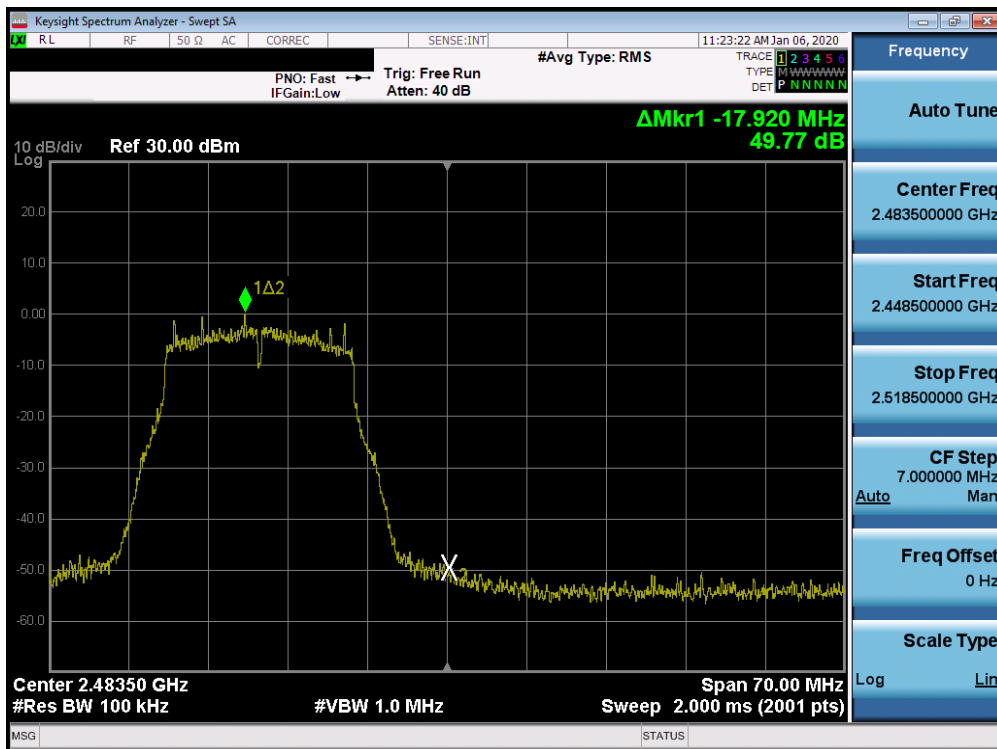 Keysight Spectrum Analyzer - Swept SA
LXI RL RF 50 Ω AC CORREC SENSE:INT 11:23:22 AM Jan 06, 2020
PNO: Fast
IFGain:Low
Trig: Free Run
Atten: 40 dB
#Avg Type: RMS
TRACE 1 2 3 4 5 6
TYPE M WWWWW
DET P N N N N N
ΔMkr1 -17.920 MHz
49.77 dB
10 dB/div
Log
Ref 30.00 dBm
20.0
10.0
0.00
-10.0
-20.0
-30.0
-40.0
-50.0
-60.0
1Δ2
X2
Center 2.48350 GHz
Span 70.00 MHz
#Res BW 100 kHz
#VBW 1.0 MHz
Sweep 2.000 ms (2001 pts)
MSG
STATUS
Frequency
Auto Tune
Center Freq
2.483500000 GHz
Start Freq
2.448500000 GHz
Stop Freq
2.518500000 GHz
CF Step
7.000000 MHz
Auto Man
Freq Offset
0 Hz
Scale Type
Log Lin